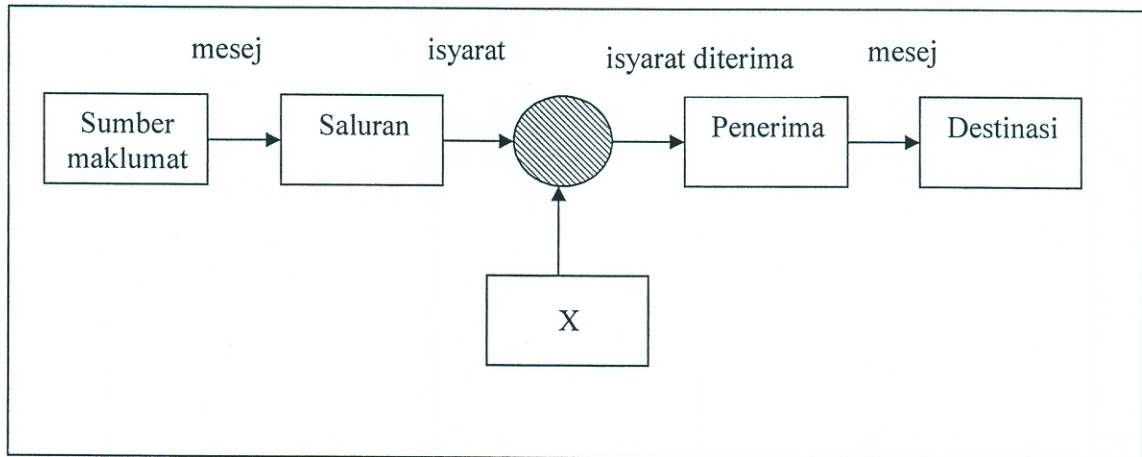 mesej
isyarat
isyarat diterima
mesej
Sumber
maklumat
Saluran
Penerima
Destinasi
X